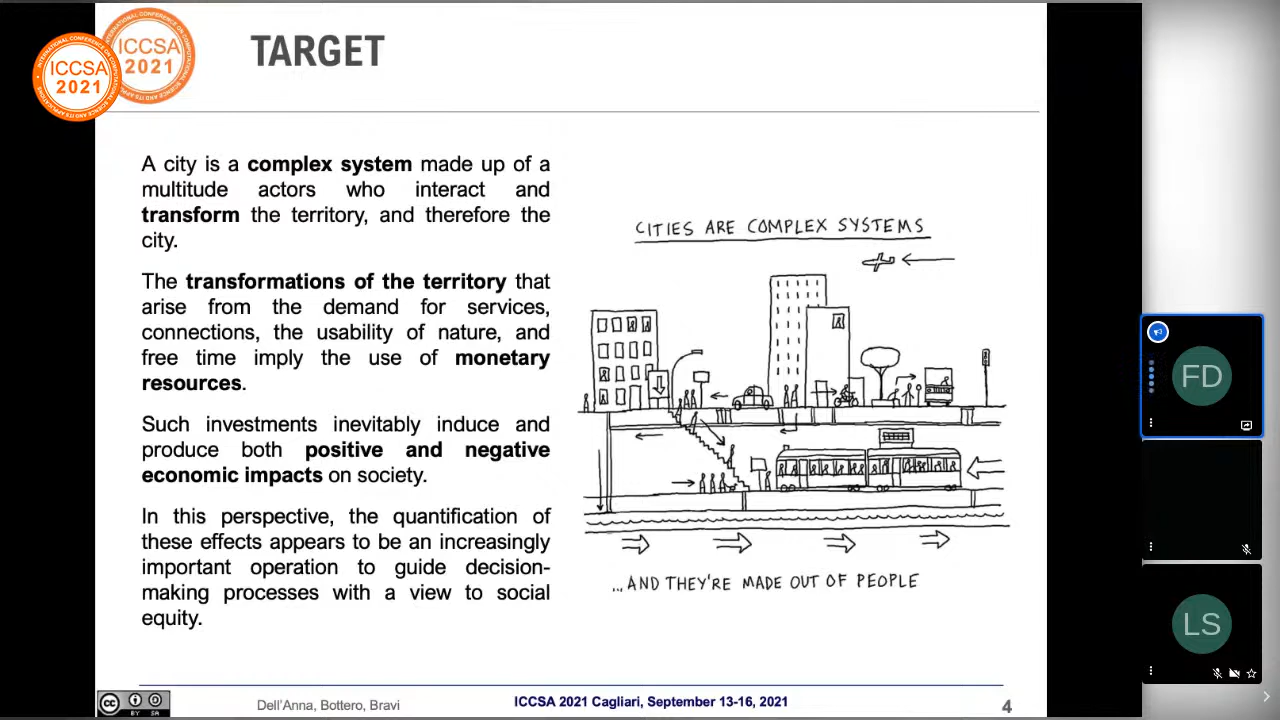 ICCSA
2021
ICCSA
2021
TARGET
A city is a complex system made up of a
multitude actors who interact and
transform the territory, and therefore the
city.
The transformations of the territory that
arise from the demand for services,
connections, the usability of nature, and
free time imply the use of monetary
resources.
Such investments inevitably induce and
produce both positive and negative
economic impacts on society.
In this perspective, the quantification of
these effects appears to be an increasingly
important operation to guide decision-
making processes with a view to social
equity.
CITIES ARE COMPLEX SYSTEMS
...AND THEY'RE MADE OUT OF PEOPLE
FD
LS
cc
BY SA
Dell'Anna, Bottero, Bravi
ICCSA 2021 Cagliari, September 13-16, 2021
4